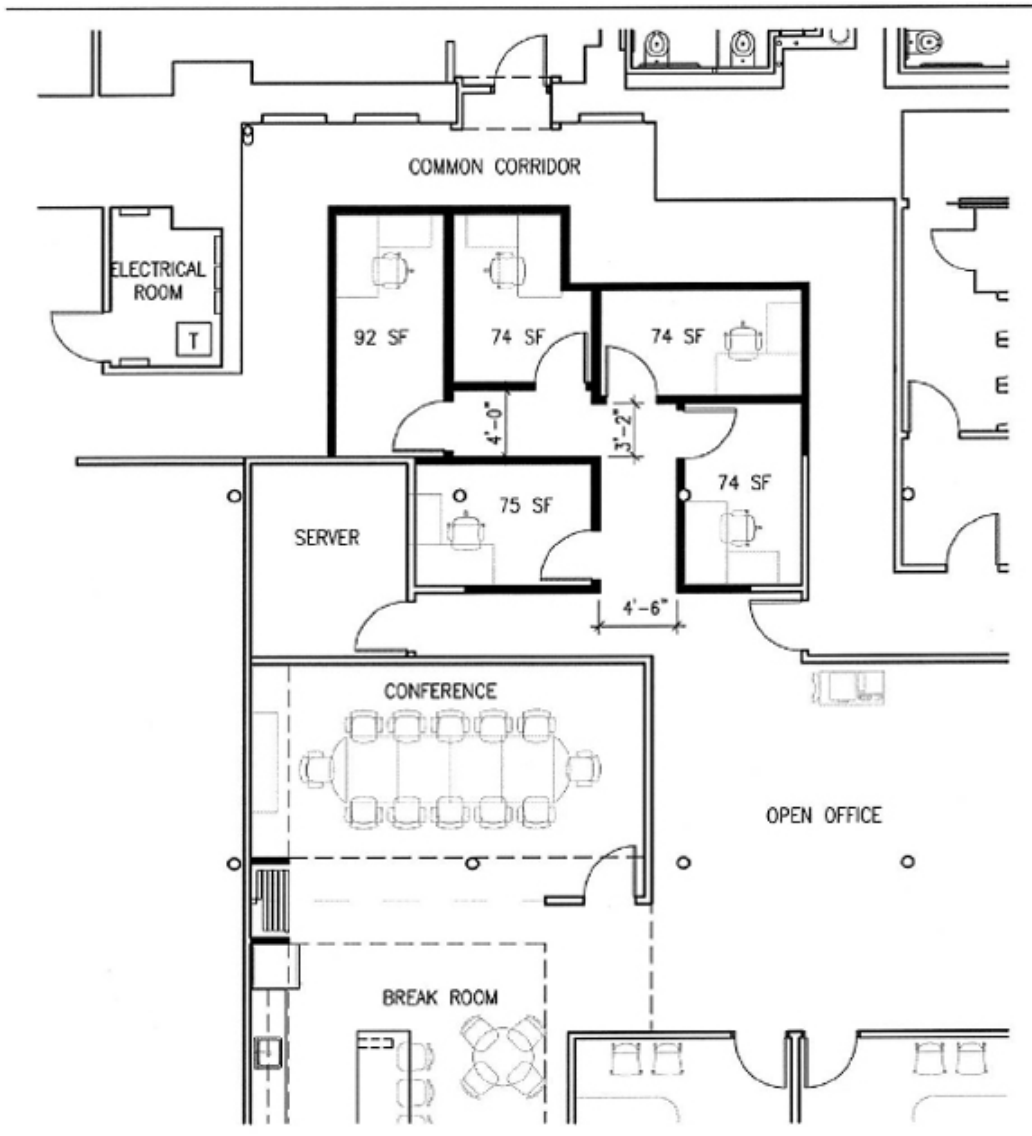 COMMON CORRIDOR
ELECTRICAL
ROOM
T
92 SF
74 SF
74 SF
4'-0"
3'-2"
75 SF
74 SF
SERVER
4'-6"
CONFERENCE
OPEN OFFICE
BREAK ROOM